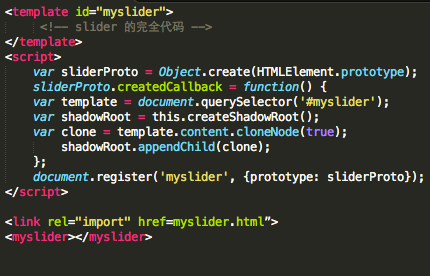 <template id="myslider">
<!-- slider 的完全代码 -->
</template>
<script>
var sliderProto = Object.create(HTMLElement.prototype);
sliderProto.createdCallback = function() {
var template = document.querySelector('#myslider');
var shadowRoot = this.createShadowRoot();
var clone = template.content.cloneNode(true);
shadowRoot.appendChild(clone);
};
document.register('myslider', {prototype: sliderProto});
</script>
<link rel="import" href=myslider.html”>
<myslider></myslider>